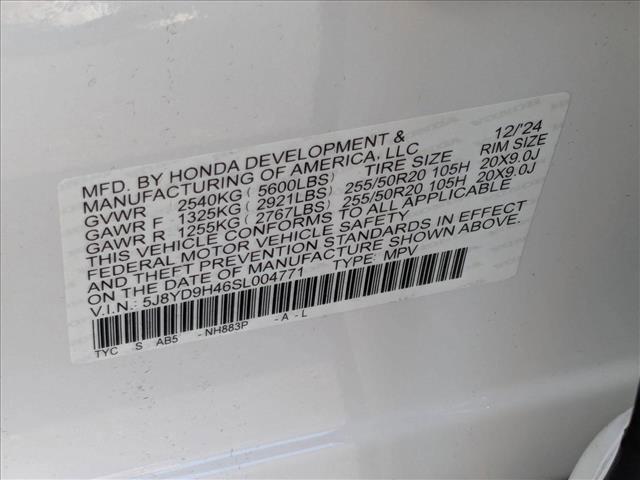 MFD. BY HONDA DEVELOPMENT & 12/'24
MANUFACTURING OF AMERICA, LLC
TIRE SIZE RIM SIZE
GVWR 2540KG (5600LBS)
GAWR F 1325KG (2921LBS) 255/50R20 105H 20X9.0J
GAWR R 1255KG (2767LBS) 255/50R20 105H 20X9.0J
THIS VEHICLE CONFORMS TO ALL APPLICABLE
FEDERAL MOTOR VEHICLE SAFETY
AND THEFT PREVENTION STANDARDS IN EFFECT
ON THE DATE OF MANUFACTURE SHOWN ABOVE.
V.I.N.: 5J8YD9H46SL004771 TYPE: MPV
TYC S AB5 -NH883P -A-L